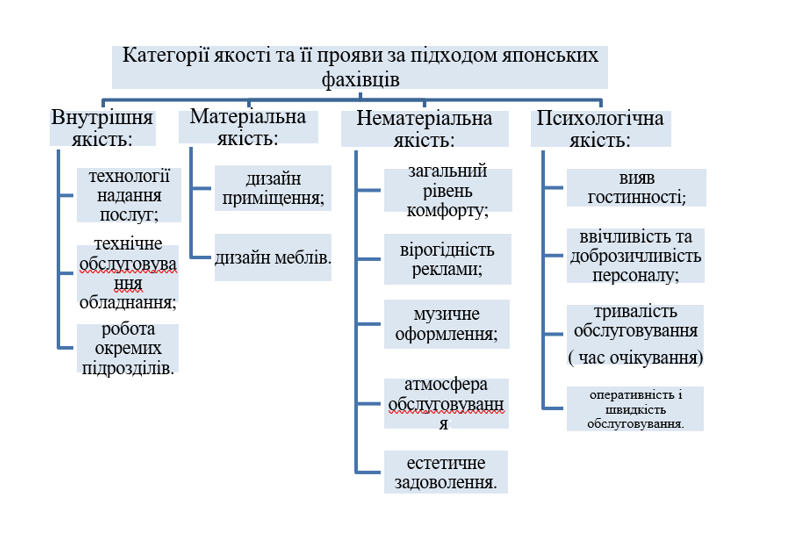 Категорії якості та її прояви за підходом японських
фахівців
Внутрішня
якість:
технології
надання
послуг;
технічне
обслуговува
ння
обладнання;
робота
окремих
підрозділів.
Матеріальна
якість:
дизайн
приміщення;
дизайн меблів.
Нематеріальна
якість:
загальний
рівень
комфорту;
вірогідність
реклами;
музичне
оформлення;
атмосфера
обслуговуванн
я
естетичне
задоволення.
Психологічна
якість:
вияв
гостинності;
ввічливість та
доброзичливість
персоналу;
тривалість
обслуговування
( час очікування)
оперативність і
швидкість
обслуговування.